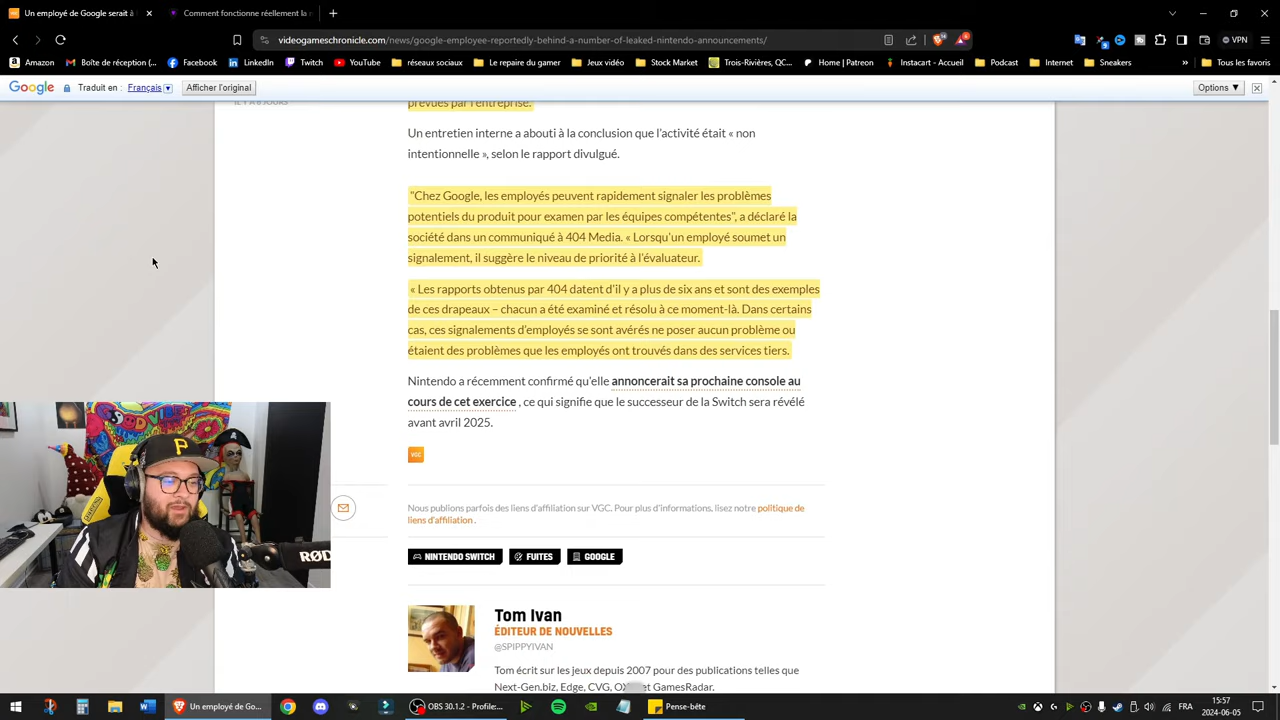 Un employé de Google serait à
Comment fonctionne réellement la
videogameschronicle.com/news/google-employee-reportedly-behind-a-number-of-leaked-nintendo-announcements/
VPN
Amazon Boîte de réception (... Facebook LinkedIn Twitch YouTube réseaux sociaux Le repaire du gamer Jeux vidéo Stock Market Trois-Rivières, QC... Home | Patreon Instacart - Accueil Podcast Internet Sneakers » Tous les favoris
Google Traduit en : Français Afficher l'original Options ▼
IL Y A 6 JOURS
prévues par l'entreprise.
Un entretien interne a abouti à la conclusion que l'activité était « non
intentionnelle », selon le rapport divulgué.
"Chez Google, les employés peuvent rapidement signaler les problèmes
potentiels du produit pour examen par les équipes compétentes", a déclaré la
société dans un communiqué à 404 Media. « Lorsqu'un employé soumet un
signalement, il suggère le niveau de priorité à l'évaluateur.
« Les rapports obtenus par 404 datent d'il y a plus de six ans et sont des exemples
de ces drapeaux – chacun a été examiné et résolu à ce moment-là. Dans certains
cas, ces signalements d'employés se sont avérés ne poser aucun problème ou
étaient des problèmes que les employés ont trouvés dans des services tiers.
Nintendo a récemment confirmé qu'elle annoncerait sa prochaine console au
cours de cet exercice , ce qui signifie que le successeur de la Switch sera révélé
avant avril 2025.
VGC
Nous publions parfois des liens d'affiliation sur VGC. Pour plus d'informations, lisez notre politique de
liens d'affiliation .
NINTENDO SWITCH FUITES GOOGLE
Tom Ivan
ÉDITEUR DE NOUVELLES
@SPIPPYIVAN
Tom écrit sur les jeux depuis 2007 pour des publications telles que
Next-Gen.biz, Edge, CVG, et GamesRadar.
P
RØD
Un employé de Go... OBS 30.1.2 - Profile:... Pense-bête
FR
15:57
2024-06-05